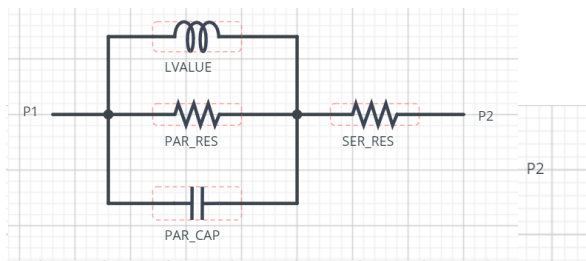 LVALUE
P1
P2
PAR_RES
SER_RES
P2
PAR_CAP